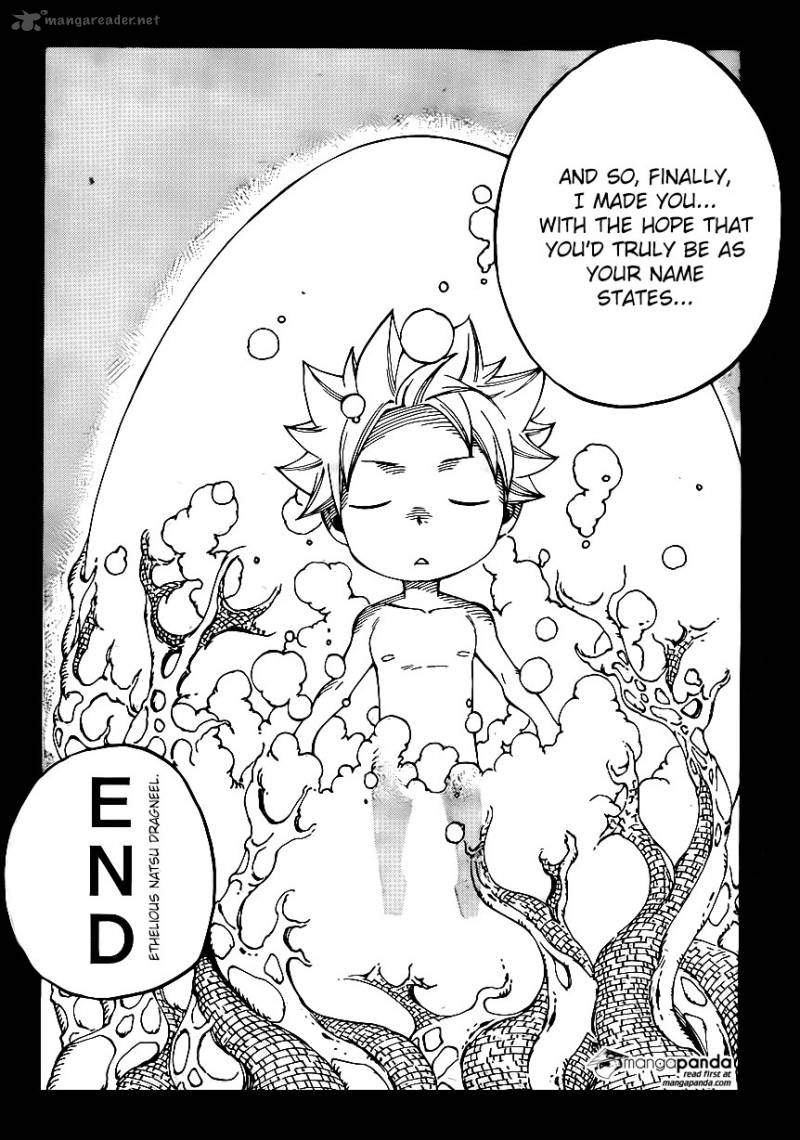 mangareader.net
AND SO, FINALLY,
I MADE YOU...
WITH THE HOPE THAT
YOU'D TRULY BE AS
YOUR NAME
STATES...
END
ETHELIOUS NATSU DRAGNEEL.
mangapanda
read first at
mangapanda.com